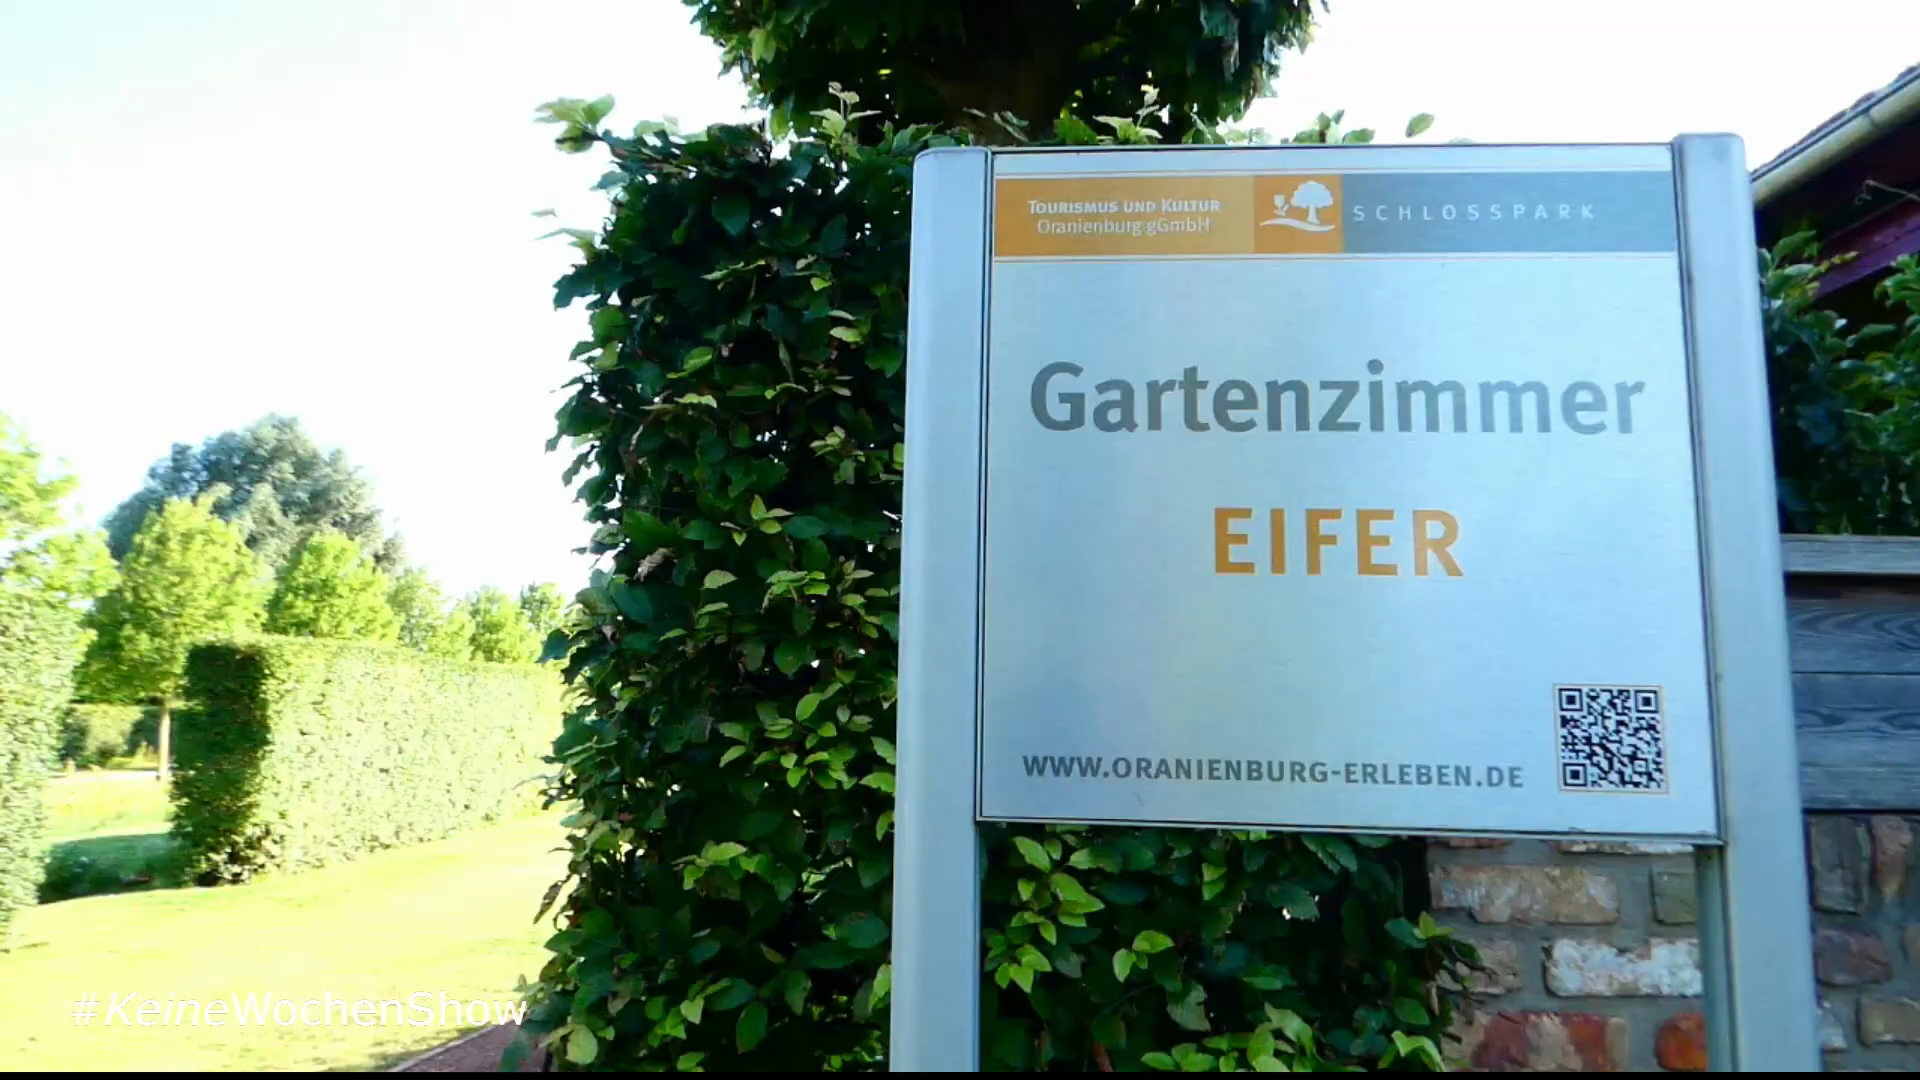 TOURISMUS UND KULTUR
Oranienburg gGmbH
SCHLOSSPARK
Gartenzimmer
EIFER
WWW.ORANIENBURG-ERLEBEN.DE
#KeineWochenShow